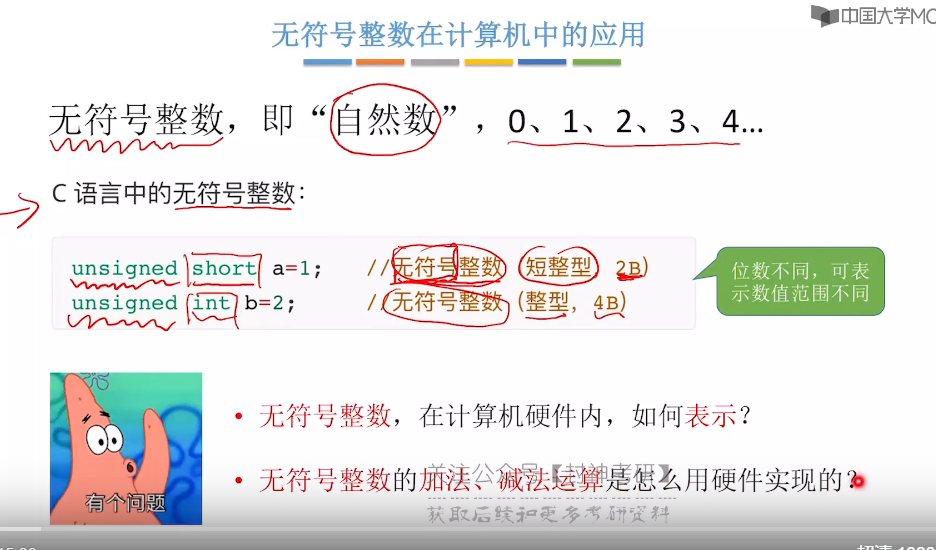 中国大学MO
无符号整数在计算机中的应用
无符号整数，即“自然数”，0、1、2、3、4…
C 语言中的无符号整数：
unsigned short a=1; //无符号整数（短整型，2B）
unsigned int b=2; //无符号整数（整型，4B）
位数不同，可表
示数值范围不同
• 无符号整数，在计算机硬件内，如何表示？
• 无符号整数的加法、减法运算是怎么用硬件实现的？
关注公众号【封神考研】
获取后续和更多考研资料
有个问题